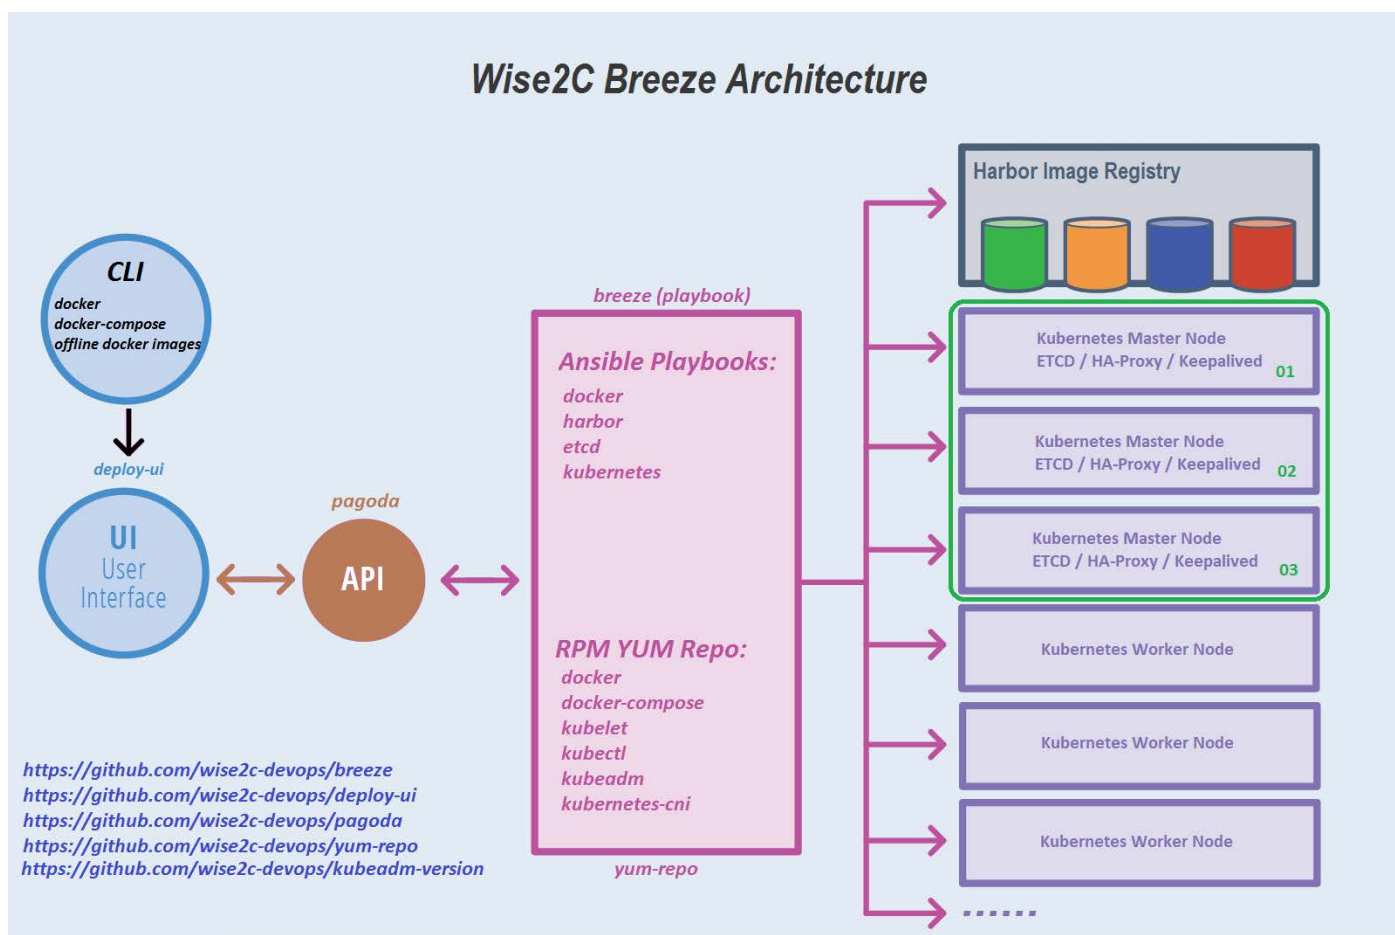 Wise2C Breeze Architecture
CLI
docker
docker-compose
offline docker images
deploy-ui
UI
User
Interface
pagoda
API
breeze (playbook)
Ansible Playbooks:
docker
harbor
etcd
kubernetes
RPM YUM Repo:
docker
docker-compose
kubelet
kubectl
kubeadm
kubernetes-cni
yum-repo
Harbor Image Registry
Kubernetes Master Node
ETCD / HA-Proxy / Keepalived
01
Kubernetes Master Node
ETCD / HA-Proxy / Keepalived
02
Kubernetes Master Node
ETCD / HA-Proxy / Keepalived
03
Kubernetes Worker Node
Kubernetes Worker Node
Kubernetes Worker Node
......
https://github.com/wise2c-devops/breeze
https://github.com/wise2c-devops/deploy-ui
https://github.com/wise2c-devops/pagoda
https://github.com/wise2c-devops/yum-repo
https://github.com/wise2c-devops/kubeadm-version